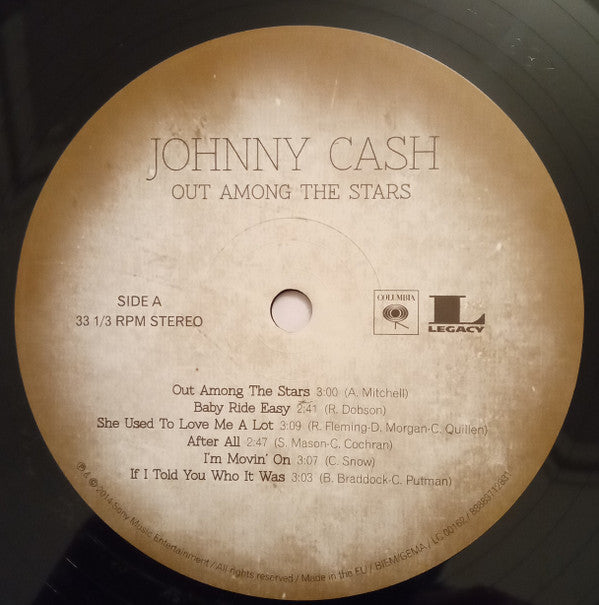 JOHNNY CASH
OUT AMONG THE STARS
SIDE A
33 1/3 RPM STEREO
COLUMBIA
L
LEGACY
Out Among The Stars 3:00 (A. Mitchell)
Baby Ride Easy 2:41 (R. Dobson)
She Used To Love Me A Lot 3:09 (R. Fleming-D. Morgan-C. Quillen)
After All 2:47 (S. Mason-C. Cochran)
I'm Movin' On 3:07 (C. Snow)
If I Told You Who It Was 3:03 (B. Braddock-C. Putman)
℗ & © 2014 Sony Music Entertainment / All rights reserved / Made in the EU / BIEM/GEMA / LC 00162 /